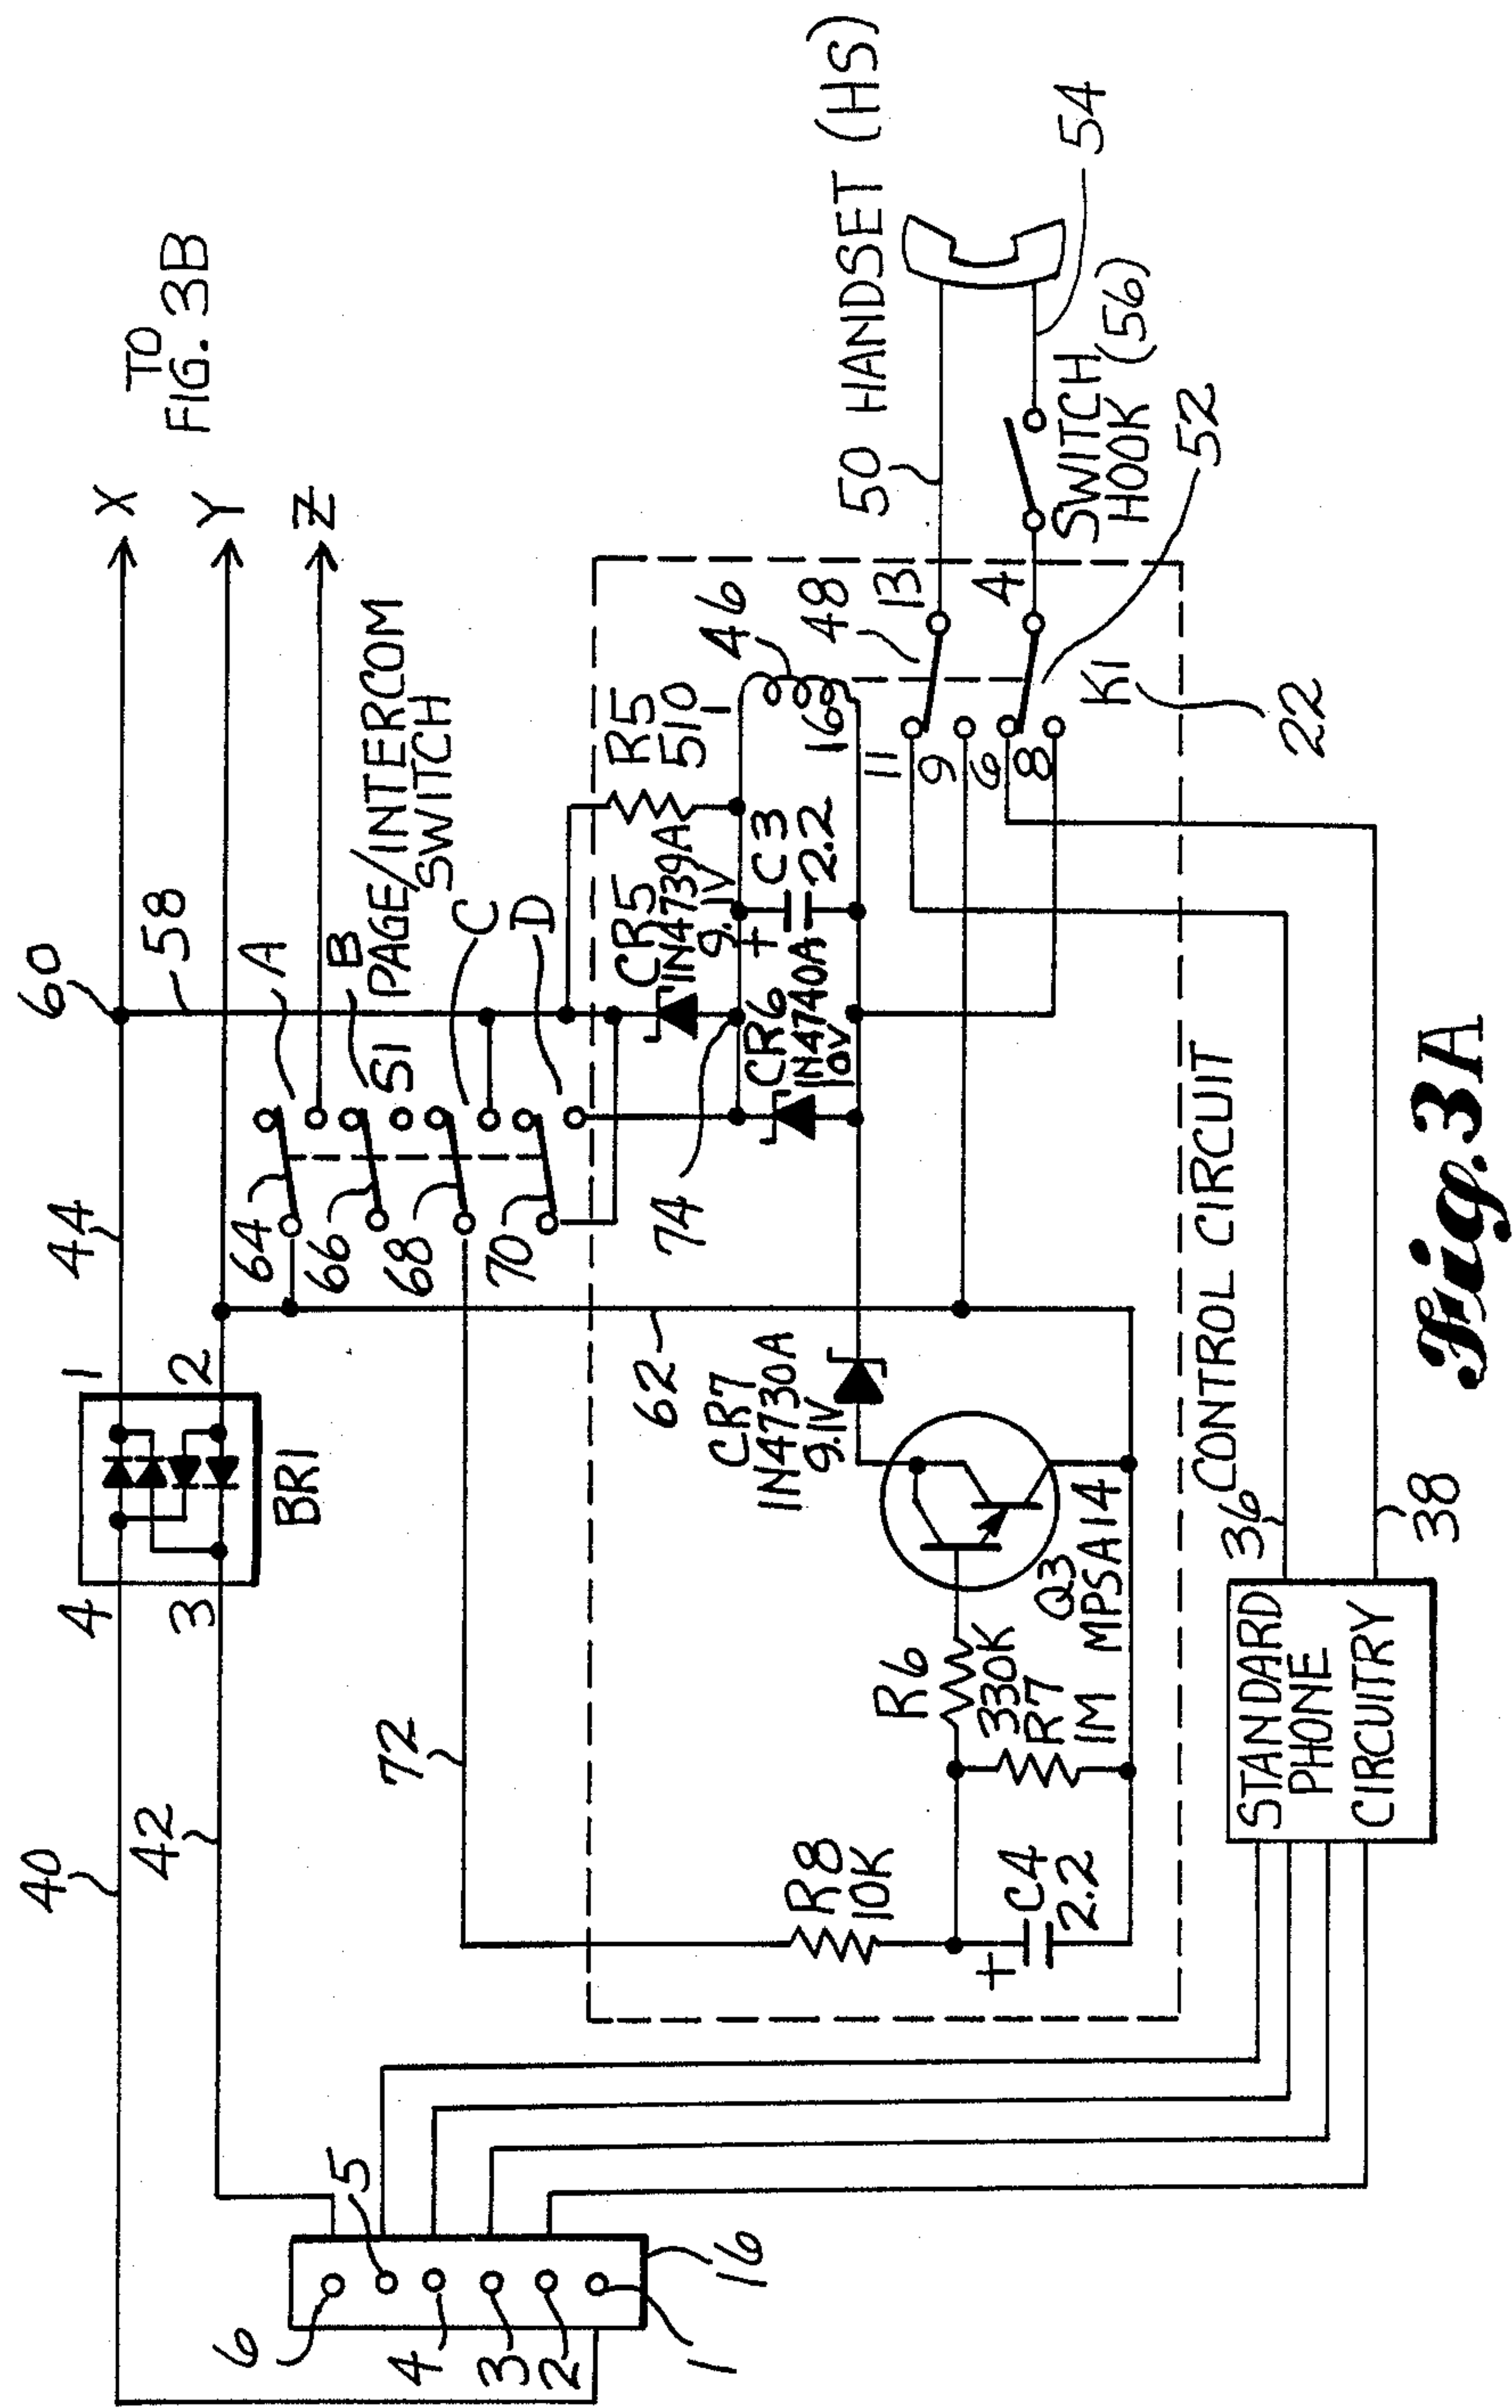 TO
FIG. 3B
X
Y
Z
60
58
44
40
42
1
2
4
3
BR1
A
B
S1
PAGE/INTERCOM
SWITCH
C
D
64
66
68
70
72
62
74
R5
510
CR5
IN4739A
9.1V
+
C3
2.2
CR6
IN4740A
10V
1
16
46
48
13
4
11
9
6
8
K1
22
50 HANDSET (HS)
54
SWITCH
HOOK (56)
52
CR7
IN4730A
9.1V
Q3
MPSA14
R6
330K
R7
1M
R8
10K
C4
2.2
+
CONTROL CIRCUIT
36
38
STANDARD
PHONE
CIRCUITRY
6
5
4
3
2
1
16
Fig. 3A